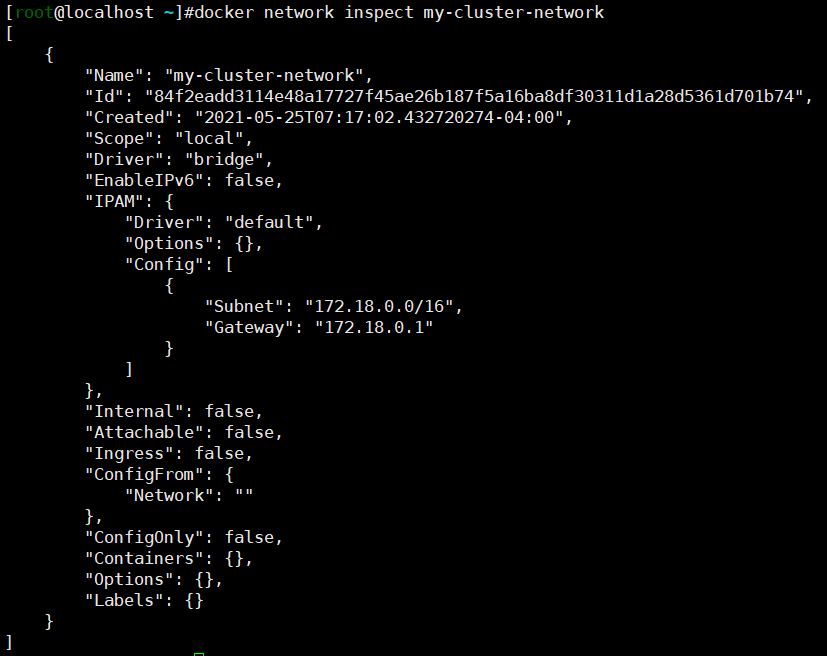 [root@localhost ~]#docker network inspect my-cluster-network
[
    {
        "Name": "my-cluster-network",
        "Id": "84f2eadd3114e48a17727f45ae26b187f5a16ba8df30311d1a28d5361d701b74",
        "Created": "2021-05-25T07:17:02.432720274-04:00",
        "Scope": "local",
        "Driver": "bridge",
        "EnableIPv6": false,
        "IPAM": {
            "Driver": "default",
            "Options": {},
            "Config": [
                {
                    "Subnet": "172.18.0.0/16",
                    "Gateway": "172.18.0.1"
                }
            ]
        },
        "Internal": false,
        "Attachable": false,
        "Ingress": false,
        "ConfigFrom": {
            "Network": ""
        },
        "ConfigOnly": false,
        "Containers": {},
        "Options": {},
        "Labels": {}
    }
]